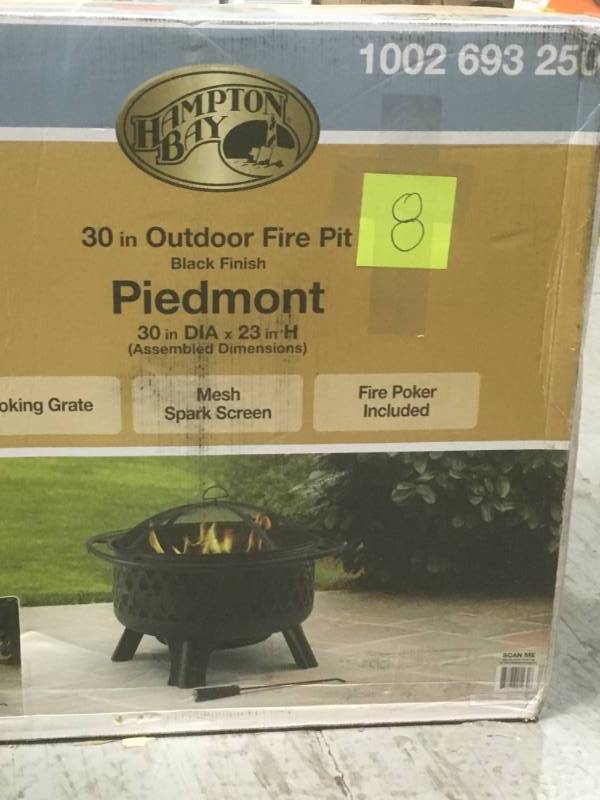 1002 693 25
HAMPTON
BAY
8
30 in Outdoor Fire Pit
Black Finish
Piedmont
30 in DIA x 23 in H
(Assembled Dimensions)
oking Grate
Mesh
Spark Screen
Fire Poker
Included
SCAN ME